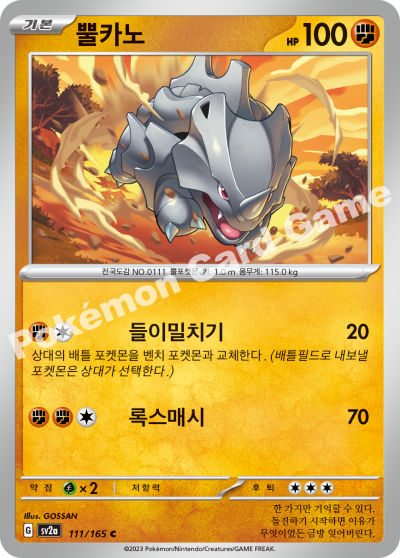 기본 뿔카노 HP 100
전국도감 NO.0111 뿔포켓몬 키: 1.0 m 몸무게: 115.0 kg
Pokémon Card Game
들이밀치기 20
상대의 배틀 포켓몬을 벤치 포켓몬과 교체한다. (배틀필드로 내보낼
포켓몬은 상대가 선택한다.)
록스매시 70
약점 ×2 저항력 후퇴
Illus. GOSSAN
G sv2a 111/165 C
한 가지만 기억할 수 있다.
돌진하기 시작하면 이유가
무엇이었든 금방 잊어버린다.
©2023 Pokémon/Nintendo/Creatures/GAME FREAK.